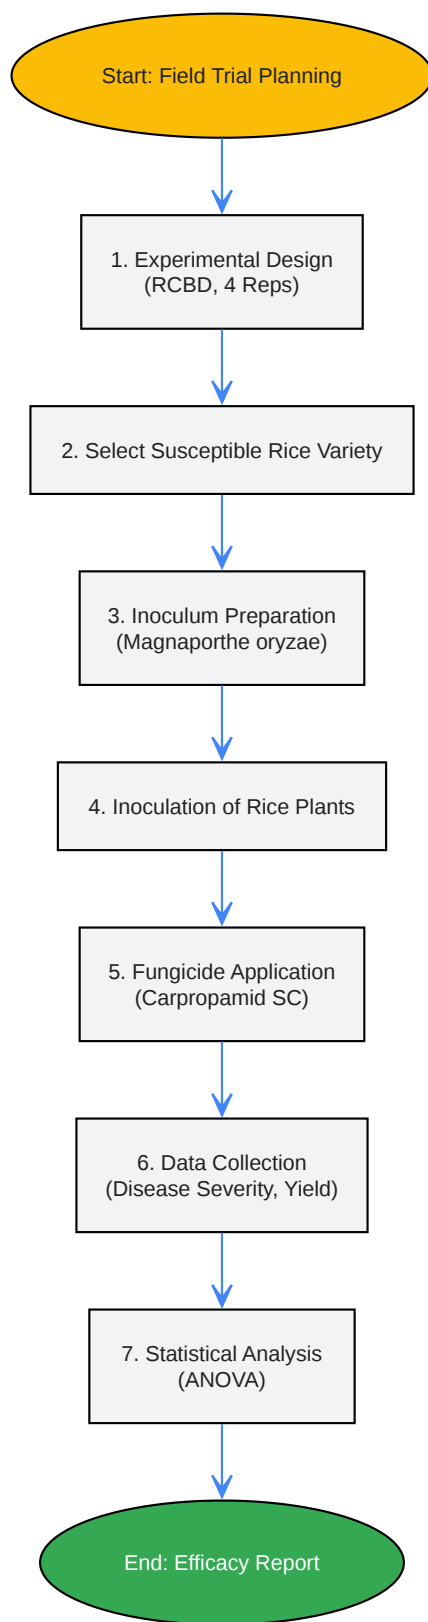 Start: Field Trial Planning
1. Experimental Design
(RCBD, 4 Reps)
2. Select Susceptible Rice Variety
3. Inoculum Preparation
(Magnaporthe oryzae)
4. Inoculation of Rice Plants
5. Fungicide Application
(Carpropamid SC)
6. Data Collection
(Disease Severity, Yield)
7. Statistical Analysis
(ANOVA)
End: Efficacy Report